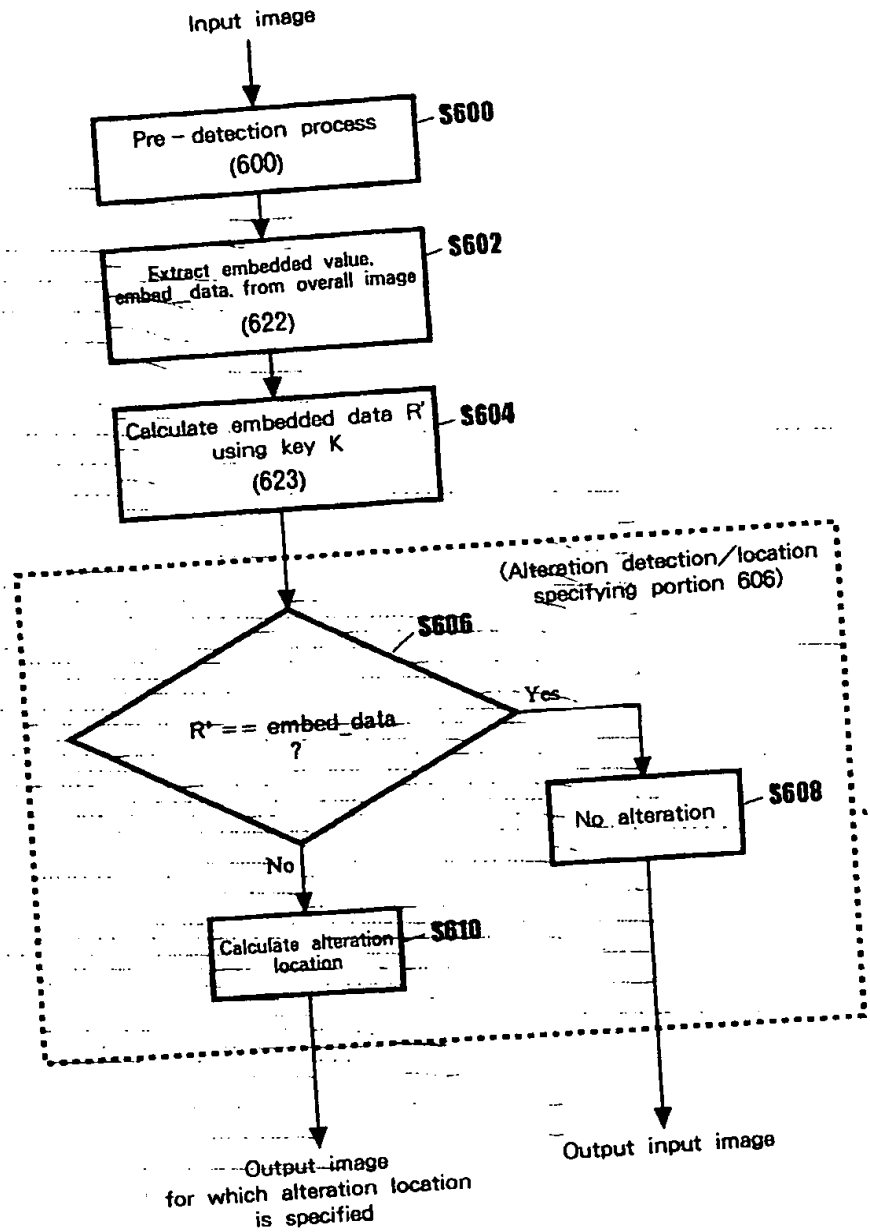 Input image
Pre-detection process
(600)
S600
Extract embedded value,
embed_data, from overall image
(622)
S602
Calculate embedded data R'
using key K
(623)
S604
(Alteration detection/location
specifying portion 606)
S606
R' == embed_data
?
Yes
No alteration
S608
No
Calculate alteration
location
S610
Output image
for which alteration location
is specified
Output input image